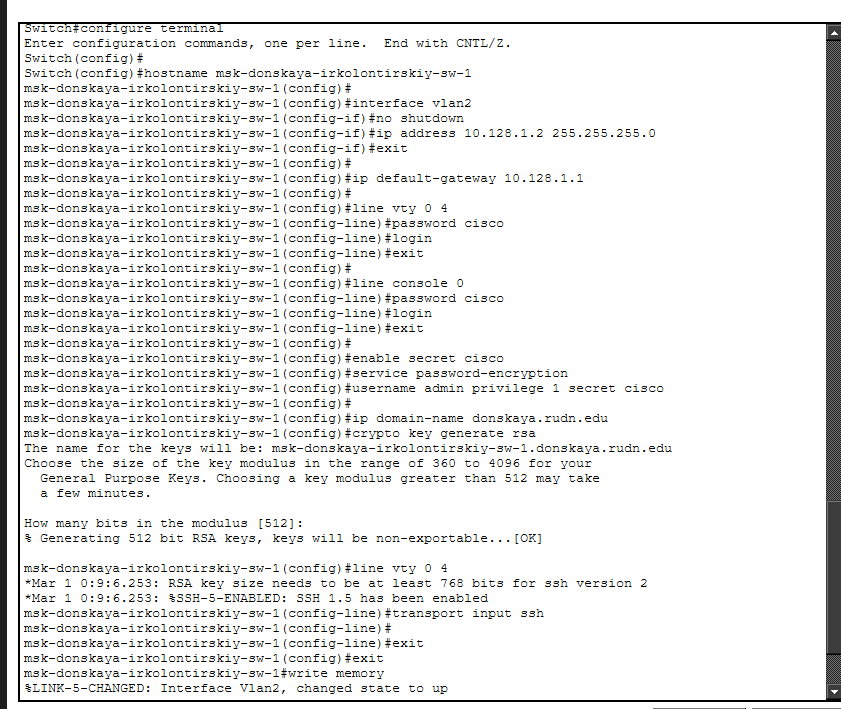 Switch#configure terminal
Enter configuration commands, one per line.  End with CNTL/Z.
Switch(config)#
Switch(config)#hostname msk-donskaya-irkolontirskiy-sw-1
msk-donskaya-irkolontirskiy-sw-1(config)#
msk-donskaya-irkolontirskiy-sw-1(config)#interface vlan2
msk-donskaya-irkolontirskiy-sw-1(config-if)#no shutdown
msk-donskaya-irkolontirskiy-sw-1(config-if)#ip address 10.128.1.2 255.255.255.0
msk-donskaya-irkolontirskiy-sw-1(config-if)#exit
msk-donskaya-irkolontirskiy-sw-1(config)#
msk-donskaya-irkolontirskiy-sw-1(config)#ip default-gateway 10.128.1.1
msk-donskaya-irkolontirskiy-sw-1(config)#
msk-donskaya-irkolontirskiy-sw-1(config)#line vty 0 4
msk-donskaya-irkolontirskiy-sw-1(config-line)#password cisco
msk-donskaya-irkolontirskiy-sw-1(config-line)#login
msk-donskaya-irkolontirskiy-sw-1(config-line)#exit
msk-donskaya-irkolontirskiy-sw-1(config)#
msk-donskaya-irkolontirskiy-sw-1(config)#line console 0
msk-donskaya-irkolontirskiy-sw-1(config-line)#password cisco
msk-donskaya-irkolontirskiy-sw-1(config-line)#login
msk-donskaya-irkolontirskiy-sw-1(config-line)#exit
msk-donskaya-irkolontirskiy-sw-1(config)#
msk-donskaya-irkolontirskiy-sw-1(config)#enable secret cisco
msk-donskaya-irkolontirskiy-sw-1(config)#service password-encryption
msk-donskaya-irkolontirskiy-sw-1(config)#username admin privilege 1 secret cisco
msk-donskaya-irkolontirskiy-sw-1(config)#
msk-donskaya-irkolontirskiy-sw-1(config)#ip domain-name donskaya.rudn.edu
msk-donskaya-irkolontirskiy-sw-1(config)#crypto key generate rsa
The name for the keys will be: msk-donskaya-irkolontirskiy-sw-1.donskaya.rudn.edu
Choose the size of the key modulus in the range of 360 to 4096 for your
  General Purpose Keys. Choosing a key modulus greater than 512 may take
  a few minutes.

How many bits in the modulus [512]:
% Generating 512 bit RSA keys, keys will be non-exportable...[OK]

msk-donskaya-irkolontirskiy-sw-1(config)#line vty 0 4
*Mar 1 0:9:6.253: RSA key size needs to be at least 768 bits for ssh version 2
*Mar 1 0:9:6.253: %SSH-5-ENABLED: SSH 1.5 has been enabled
msk-donskaya-irkolontirskiy-sw-1(config-line)#transport input ssh
msk-donskaya-irkolontirskiy-sw-1(config-line)#
msk-donskaya-irkolontirskiy-sw-1(config-line)#exit
msk-donskaya-irkolontirskiy-sw-1(config)#exit
msk-donskaya-irkolontirskiy-sw-1#write memory
%LINK-5-CHANGED: Interface Vlan2, changed state to up